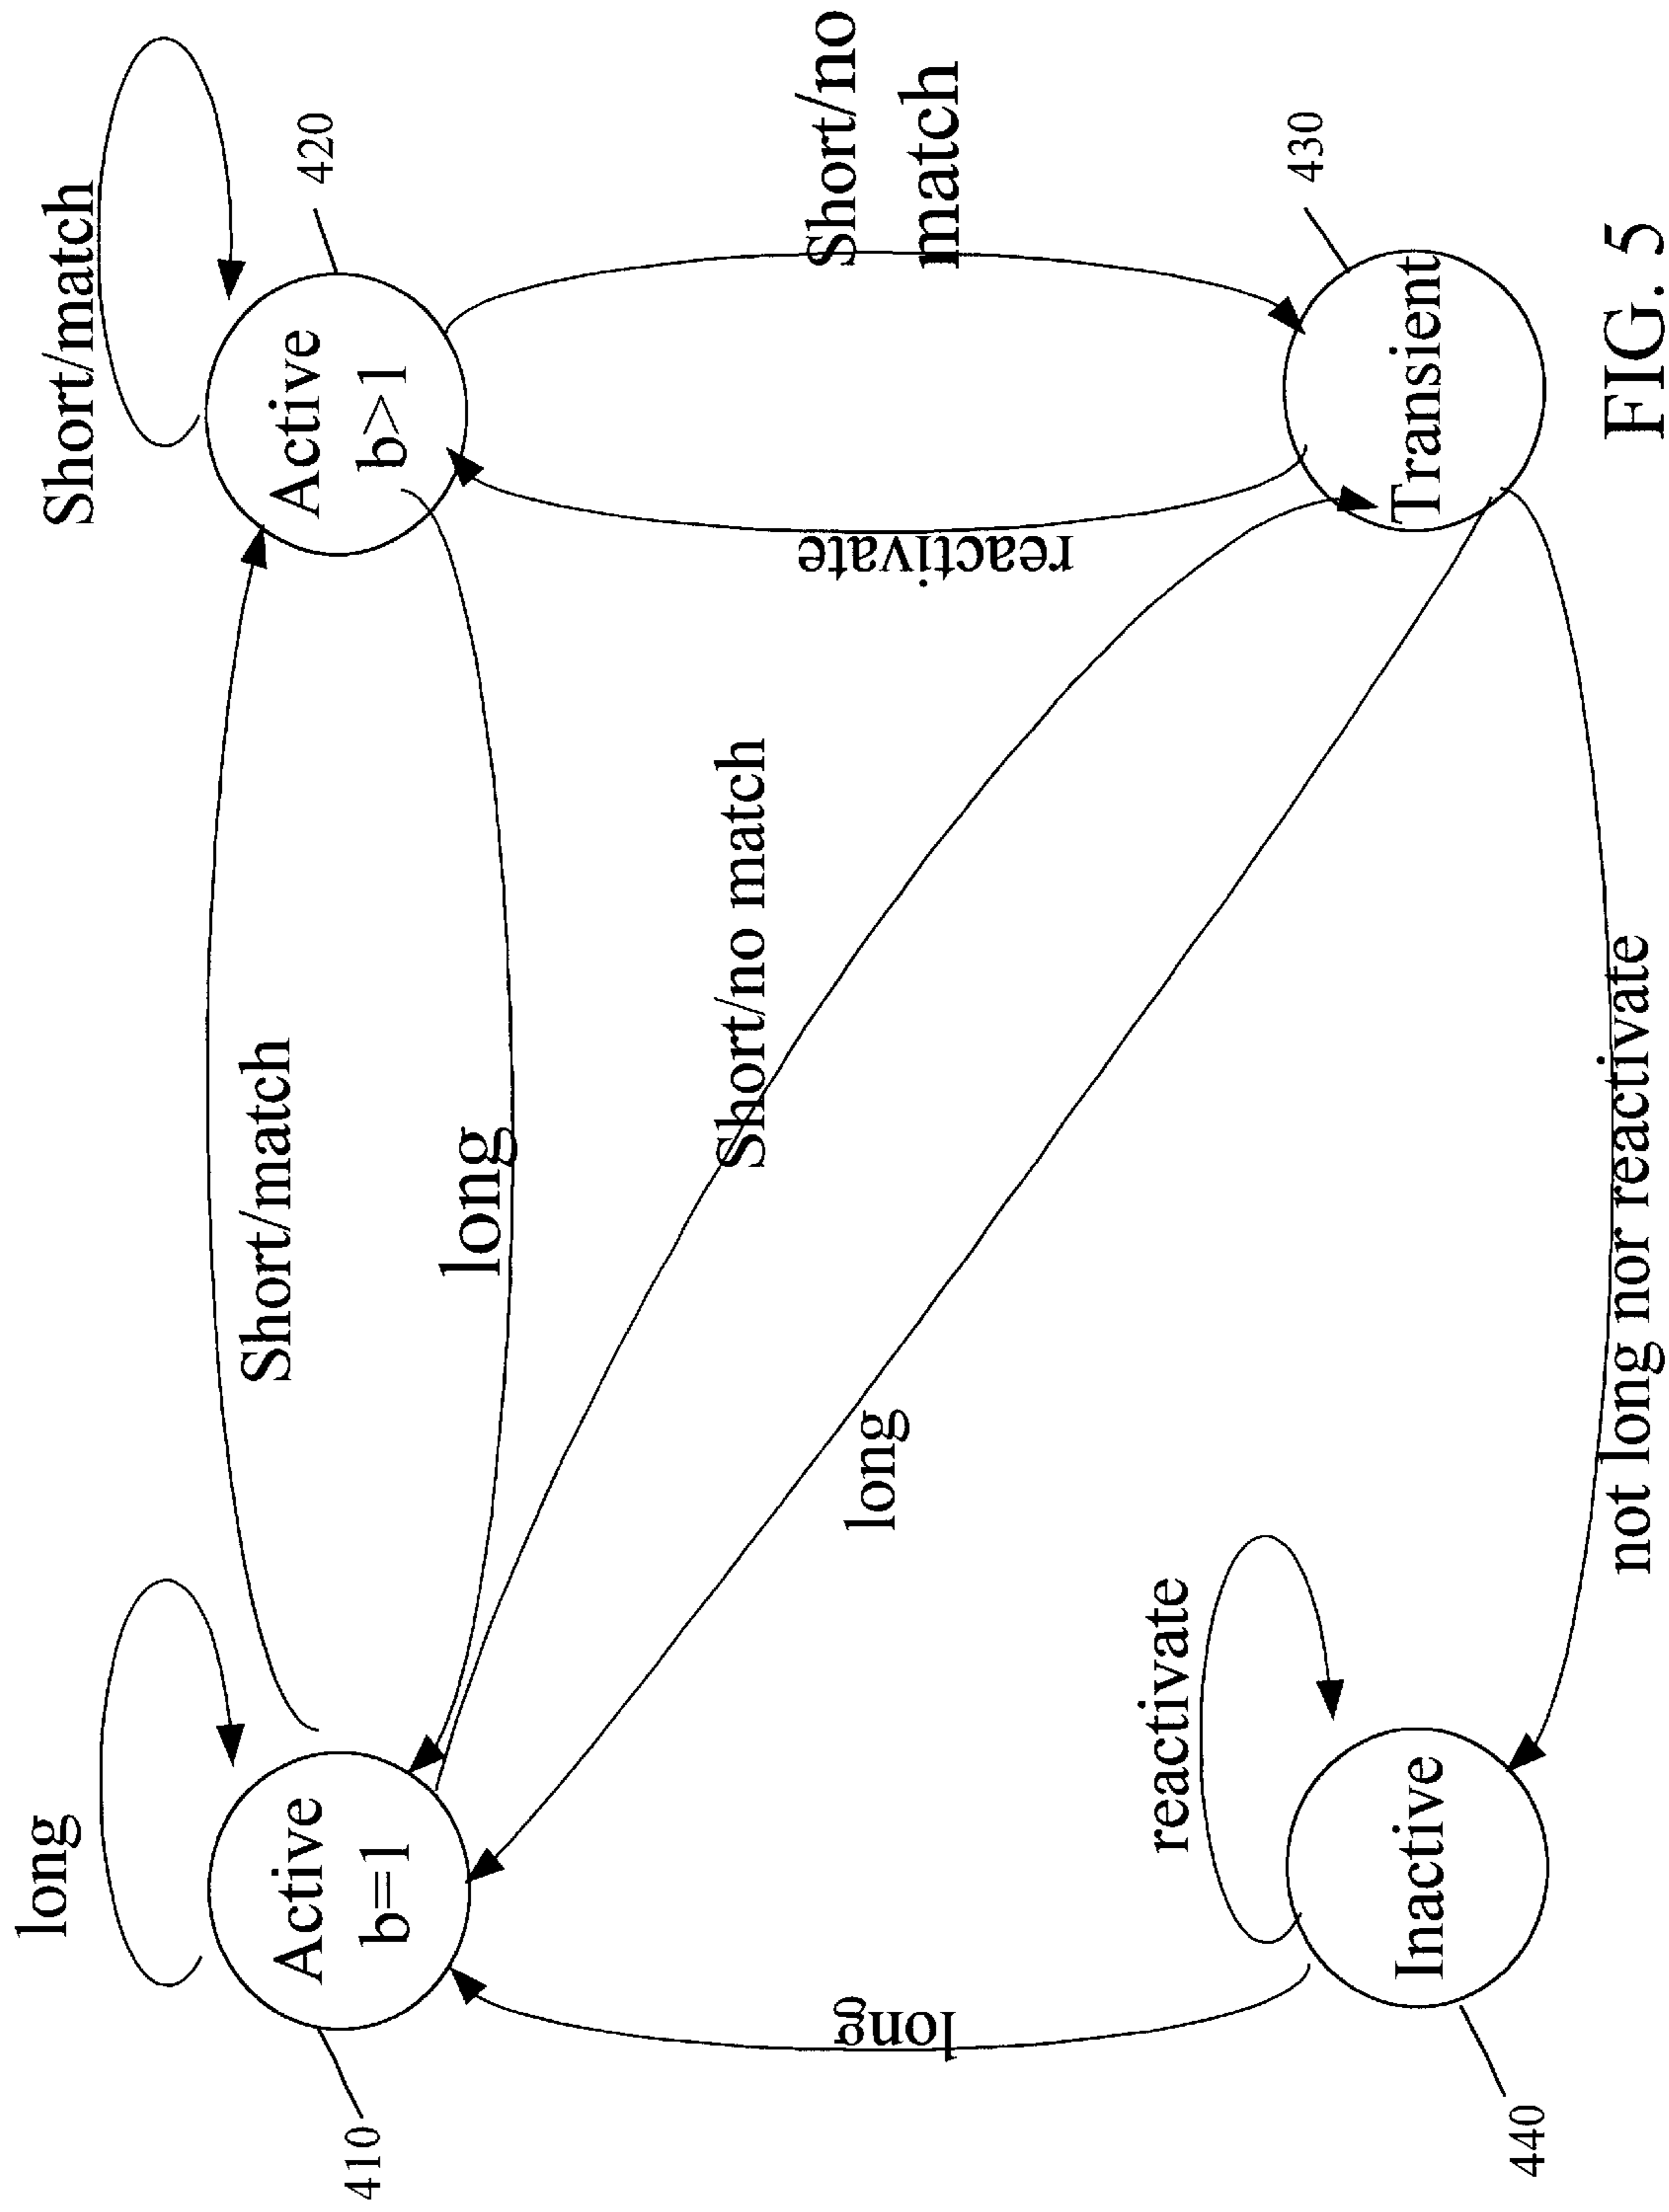 long
Short/match
410
Active
b=1
Short/match
Active
b>1
420
long
Short/no match
Short/no
match
long
reactivate
long
reactivate
440
Inactive
Transient
430
not long nor reactivate
FIG. 5